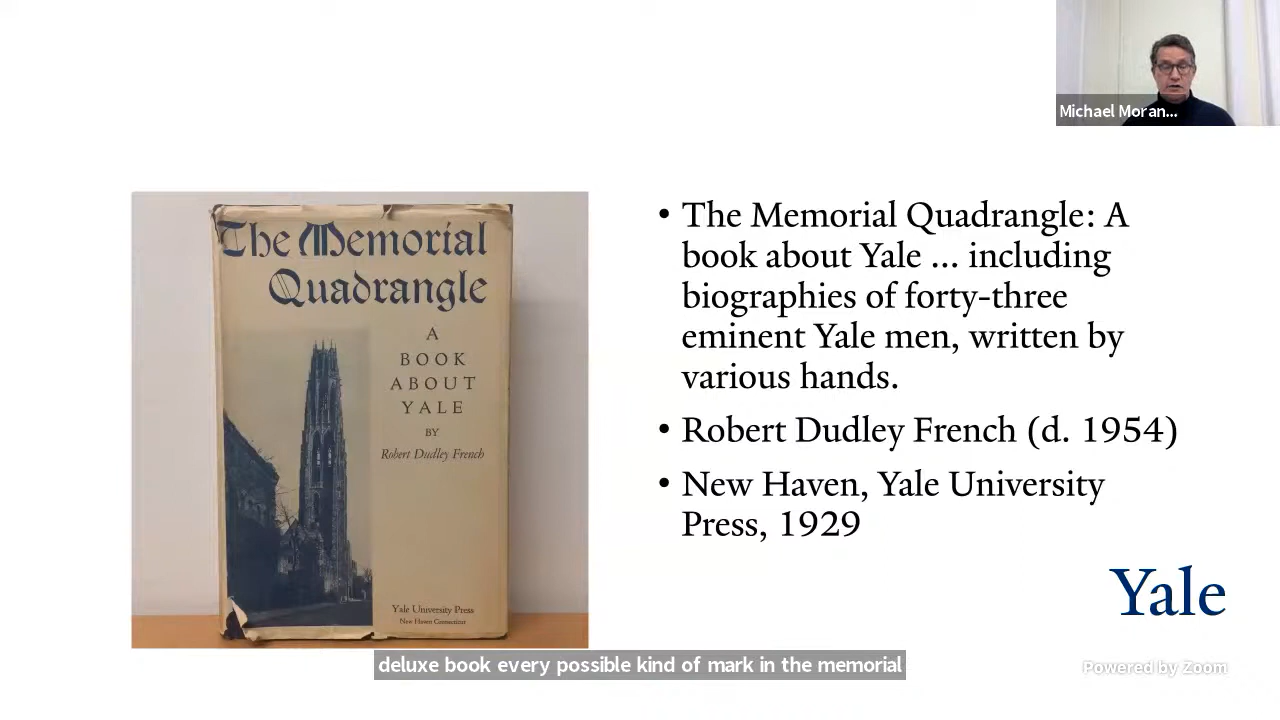 Michael Moran...
The Memorial
Quadrangle
A
BOOK
ABOUT
YALE
BY
Robert Dudley French
Yale University Press
New Haven Connecticut
• The Memorial Quadrangle: A
book about Yale ... including
biographies of forty-three
eminent Yale men, written by
various hands.
• Robert Dudley French (d. 1954)
• New Haven, Yale University
Press, 1929
Yale
deluxe book every possible kind of mark in the memorial
Powered by Zoom